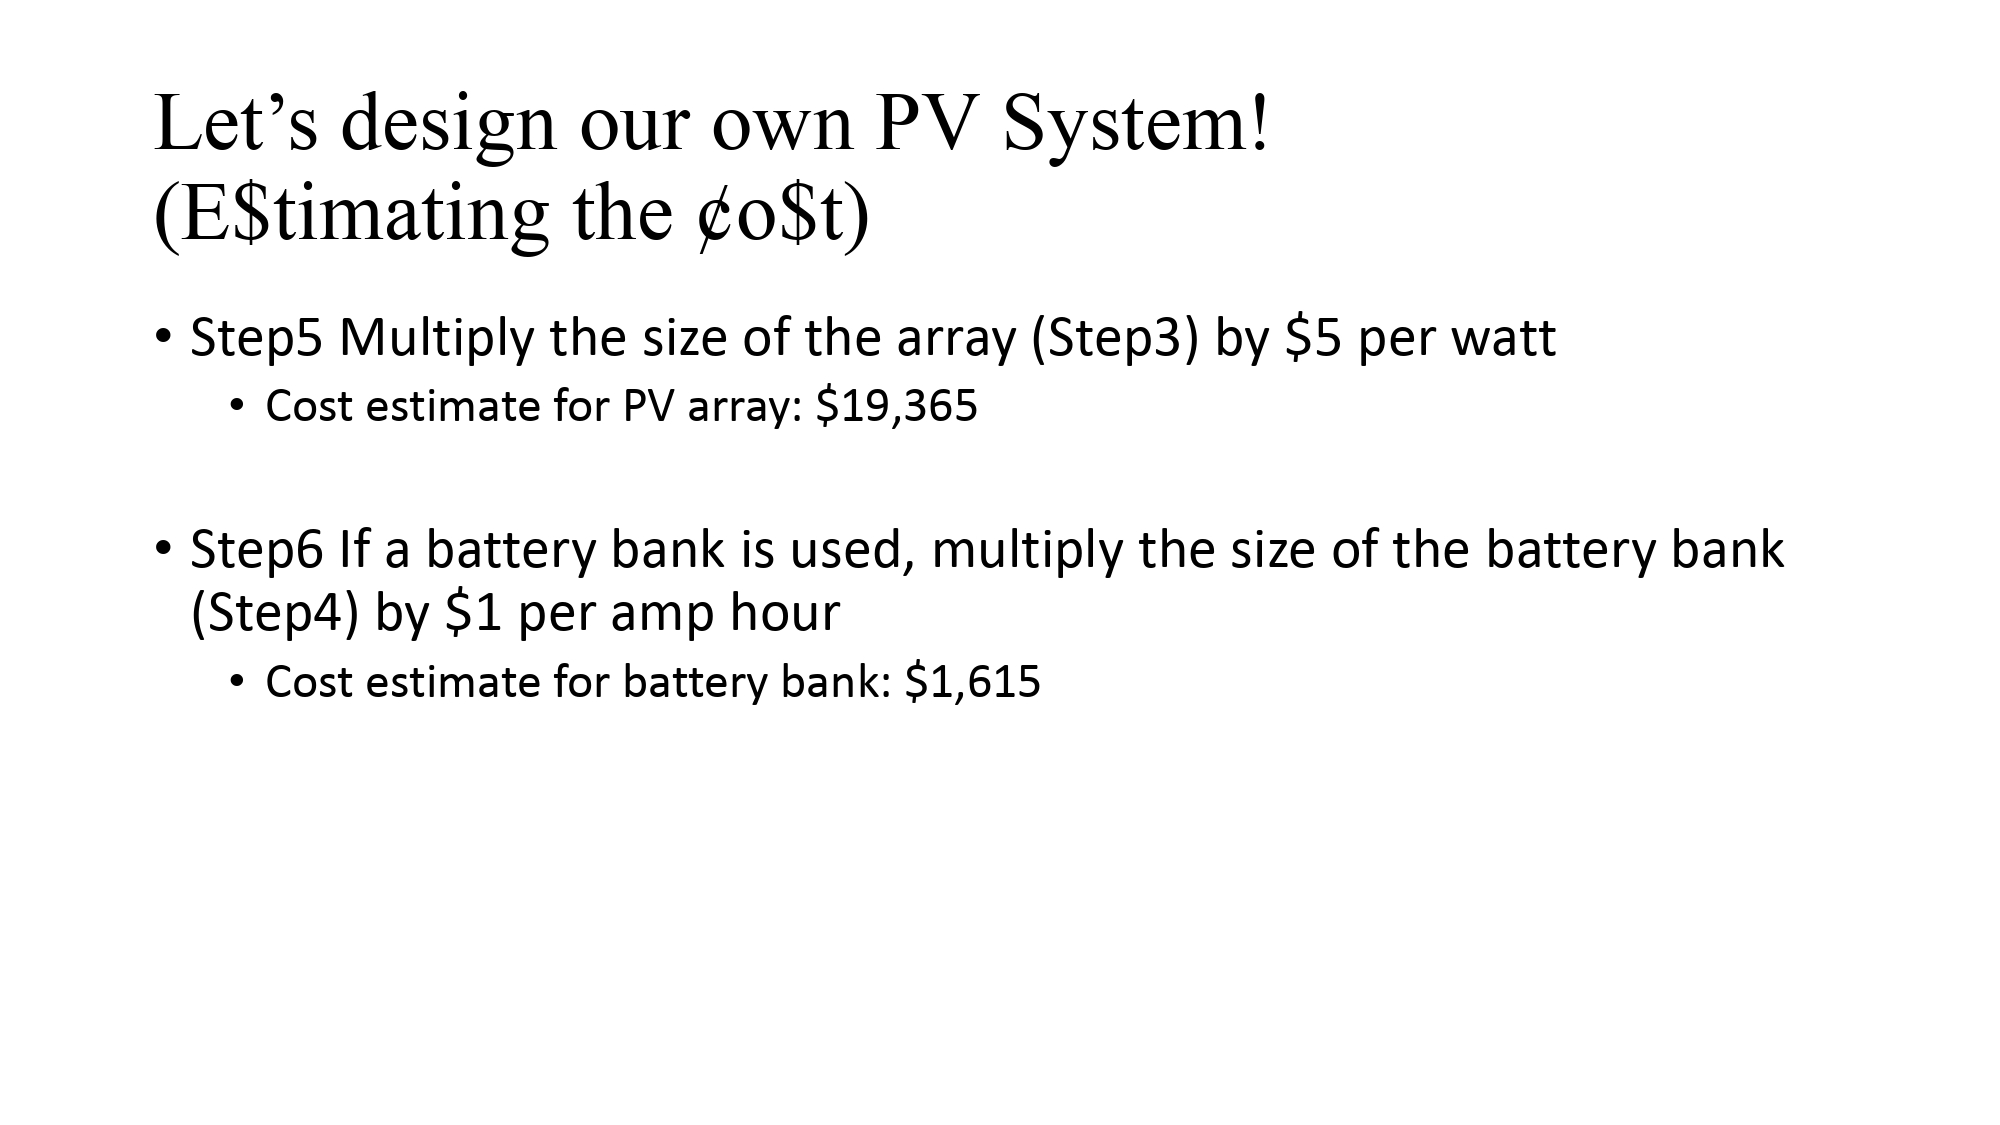 Let’s design our own PV System!
(E$timating the ¢o$t)
• Step5 Multiply the size of the array (Step3) by $5 per watt
• Cost estimate for PV array: $19,365
• Step6 If a battery bank is used, multiply the size of the battery bank
(Step4) by $1 per amp hour
• Cost estimate for battery bank: $1,615